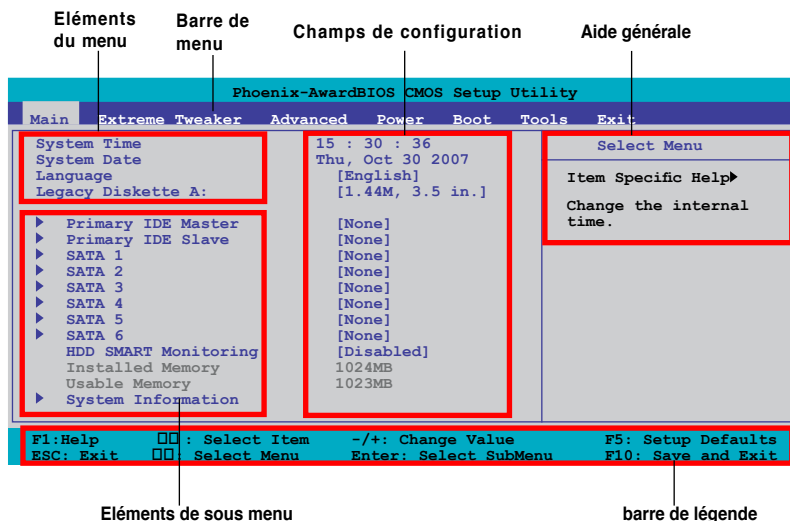 Eléments du menu
Barre de menu
Champs de configuration
Aide générale
Phoenix-AwardBIOS CMOS Setup Utility
Main Extreme Tweaker Advanced Power Boot Tools Exit
System Time 15 : 30 : 36
System Date Thu, Oct 30 2007
Language [English]
Legacy Diskette A: [1.44M, 3.5 in.]
Primary IDE Master [None]
Primary IDE Slave [None]
SATA 1 [None]
SATA 2 [None]
SATA 3 [None]
SATA 4 [None]
SATA 5 [None]
SATA 6 [None]
HDD SMART Monitoring [Disabled]
Installed Memory 1024MB
Usable Memory 1023MB
System Information
Select Menu
Item Specific Help
Change the internal
time.
F1:Help : Select Item -/+: Change Value F5: Setup Defaults
ESC: Exit : Select Menu Enter: Select SubMenu F10: Save and Exit
Eléments de sous menu
barre de légende